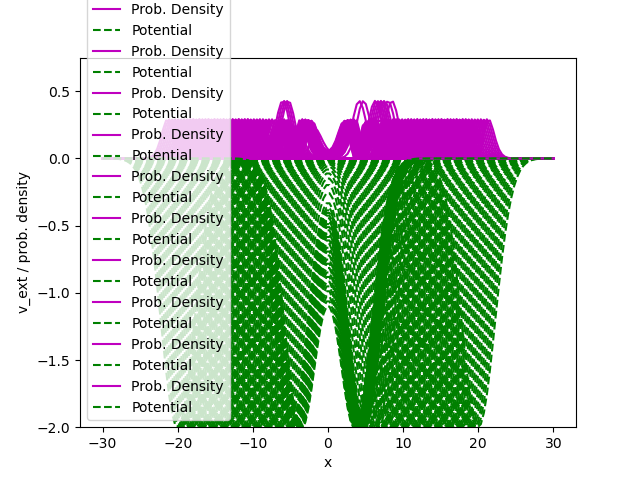 Prob. Density
Potential
Prob. Density
Potential
Prob. Density
Potential
Prob. Density
Potential
Prob. Density
Potential
Prob. Density
Potential
Prob. Density
Potential
Prob. Density
Potential
Prob. Density
Potential
Prob. Density
Potential
v_ext / prob. density
0.5
0.0
−0.5
−1.0
−1.5
−2.0
−30 −20 −10 0 10 20 30
x